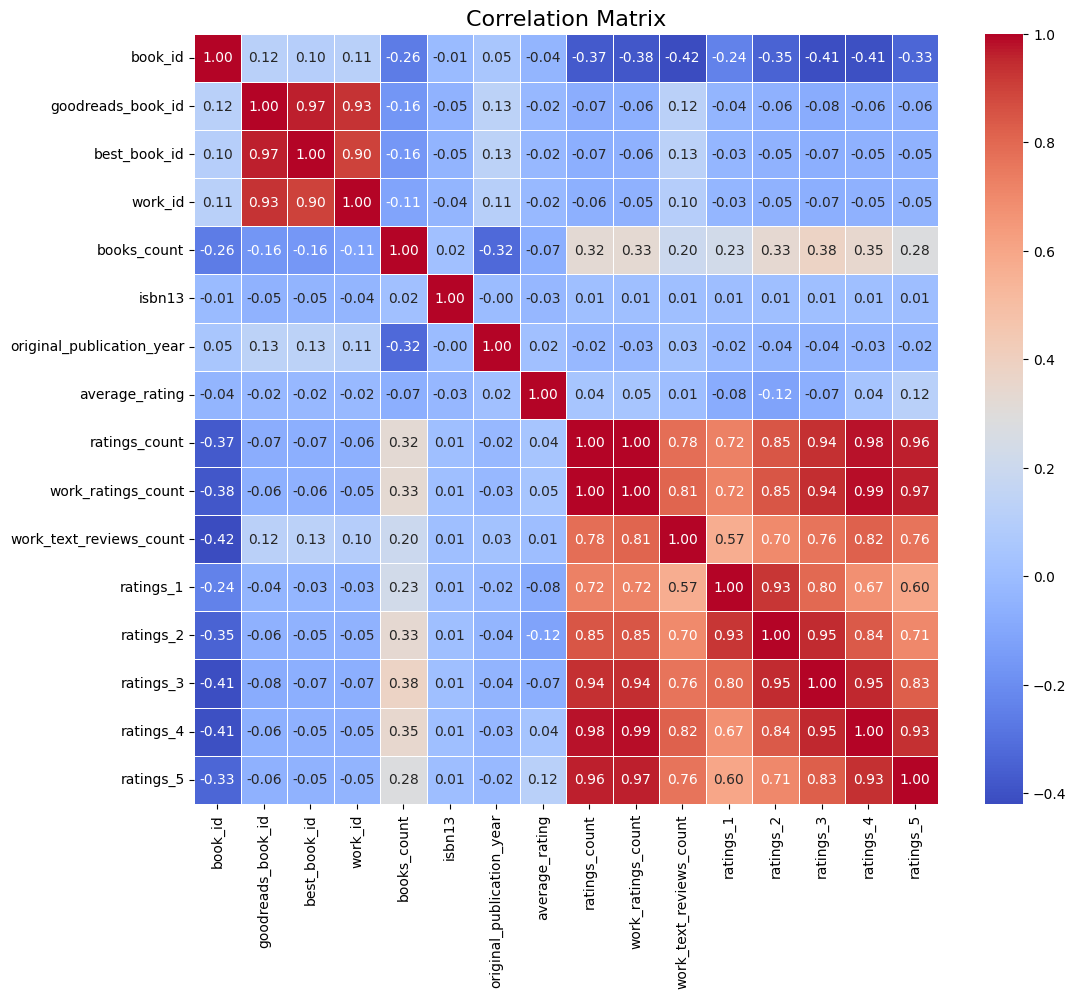 Correlation Matrix
book_id 1.00 0.12 0.10 0.11 -0.26 -0.01 0.05 -0.04 -0.37 -0.38 -0.42 -0.24 -0.35 -0.41 -0.41 -0.33
goodreads_book_id 0.12 1.00 0.97 0.93 -0.16 -0.05 0.13 -0.02 -0.07 -0.06 0.12 -0.04 -0.06 -0.08 -0.06 -0.06
best_book_id 0.10 0.97 1.00 0.90 -0.16 -0.05 0.13 -0.02 -0.07 -0.06 0.13 -0.03 -0.05 -0.07 -0.05 -0.05
work_id 0.11 0.93 0.90 1.00 -0.11 -0.04 0.11 -0.02 -0.06 -0.05 0.10 -0.03 -0.05 -0.07 -0.05 -0.05
books_count -0.26 -0.16 -0.16 -0.11 1.00 0.02 -0.32 -0.07 0.32 0.33 0.20 0.23 0.33 0.38 0.35 0.28
isbn13 -0.01 -0.05 -0.05 -0.04 0.02 1.00 -0.00 -0.03 0.01 0.01 0.01 0.01 0.01 0.01 0.01 0.01
original_publication_year 0.05 0.13 0.13 0.11 -0.32 -0.00 1.00 0.02 -0.02 -0.03 0.03 -0.02 -0.04 -0.04 -0.03 -0.02
average_rating -0.04 -0.02 -0.02 -0.02 -0.07 -0.03 0.02 1.00 0.04 0.05 0.01 -0.08 -0.12 -0.07 0.04 0.12
ratings_count -0.37 -0.07 -0.07 -0.06 0.32 0.01 -0.02 0.04 1.00 1.00 0.78 0.72 0.85 0.94 0.98 0.96
work_ratings_count -0.38 -0.06 -0.06 -0.05 0.33 0.01 -0.03 0.05 1.00 1.00 0.81 0.72 0.85 0.94 0.99 0.97
work_text_reviews_count -0.42 0.12 0.13 0.10 0.20 0.01 0.03 0.01 0.78 0.81 1.00 0.57 0.70 0.76 0.82 0.76
ratings_1 -0.24 -0.04 -0.03 -0.03 0.23 0.01 -0.02 -0.08 0.72 0.72 0.57 1.00 0.93 0.80 0.67 0.60
ratings_2 -0.35 -0.06 -0.05 -0.05 0.33 0.01 -0.04 -0.12 0.85 0.85 0.70 0.93 1.00 0.95 0.84 0.71
ratings_3 -0.41 -0.08 -0.07 -0.07 0.38 0.01 -0.04 -0.07 0.94 0.94 0.76 0.80 0.95 1.00 0.95 0.83
ratings_4 -0.41 -0.06 -0.05 -0.05 0.35 0.01 -0.03 0.04 0.98 0.99 0.82 0.67 0.84 0.95 1.00 0.93
ratings_5 -0.33 -0.06 -0.05 -0.05 0.28 0.01 -0.02 0.12 0.96 0.97 0.76 0.60 0.71 0.83 0.93 1.00
book_id
goodreads_book_id
best_book_id
work_id
books_count
isbn13
original_publication_year
average_rating
ratings_count
work_ratings_count
work_text_reviews_count
ratings_1
ratings_2
ratings_3
ratings_4
ratings_5
1.0
0.8
0.6
0.4
0.2
0.0
−0.2
−0.4